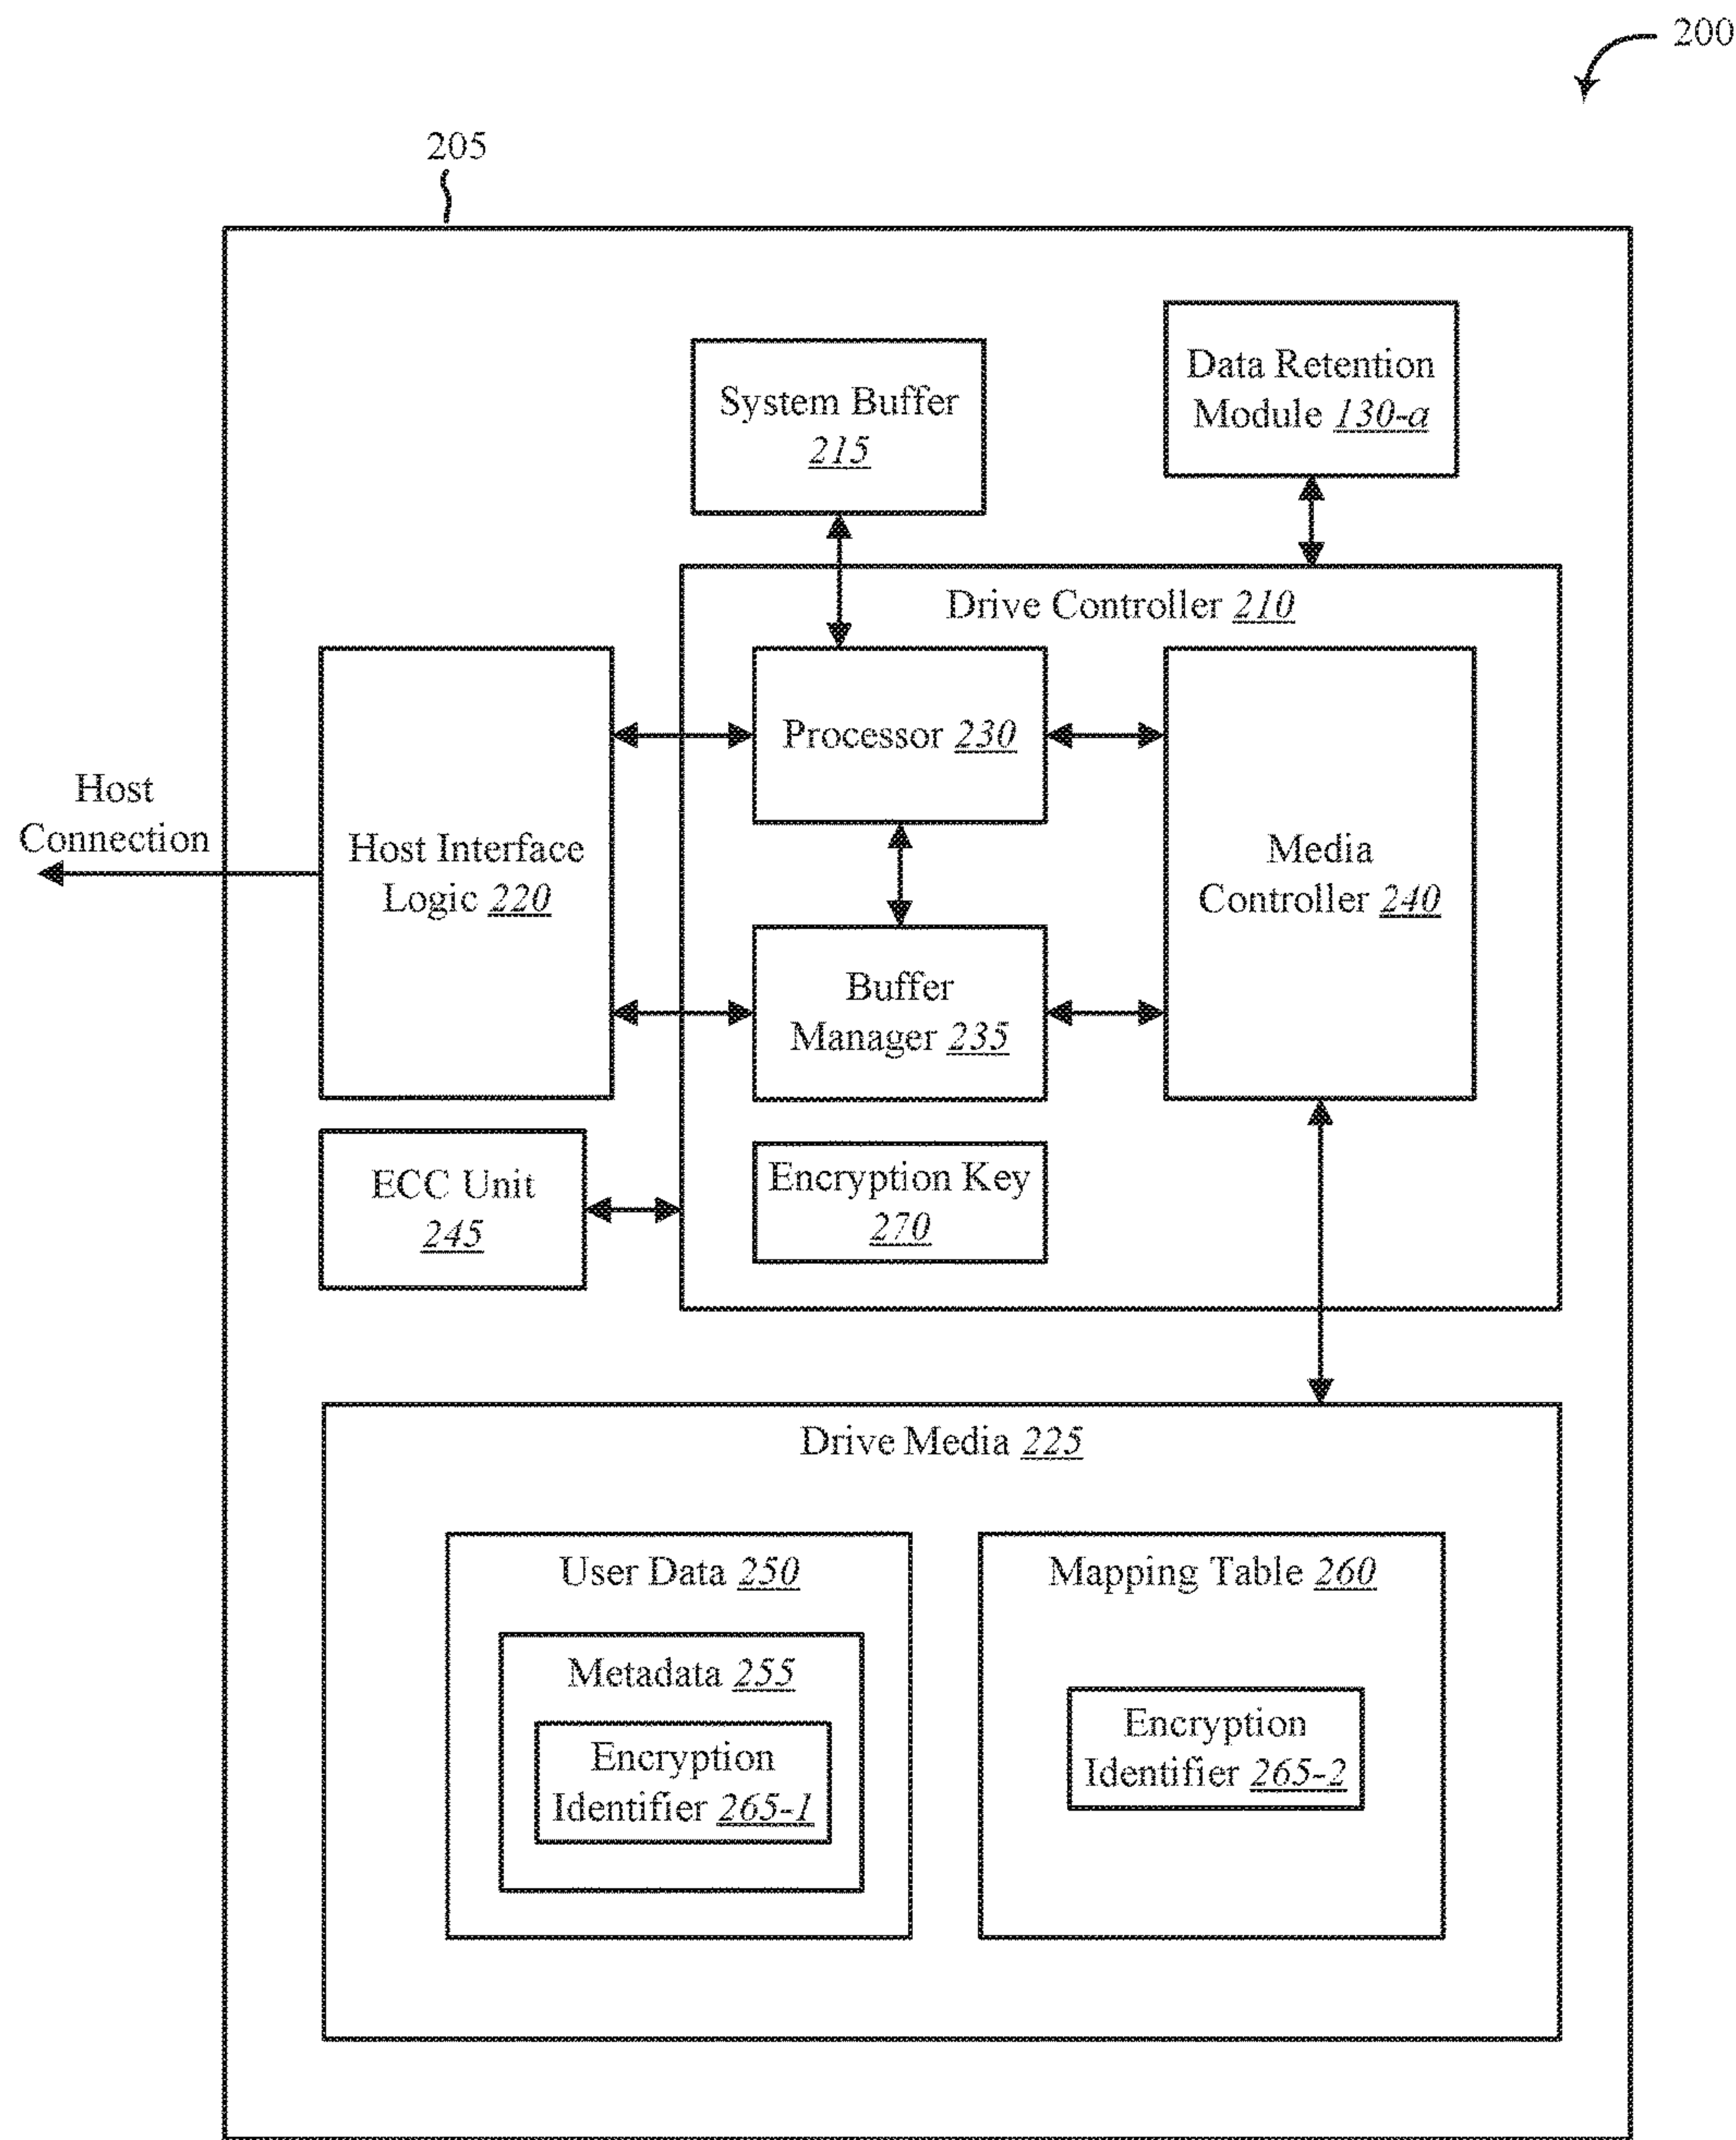 200
205
System Buffer
215
Data Retention
Module 130-a
Drive Controller 210
Host
Connection
Host Interface
Logic 220
Processor 230
Media
Controller 240
Buffer
Manager 235
ECC Unit
245
Encryption Key
270
Drive Media 225
User Data 250
Metadata 255
Encryption
Identifier 265-1
Mapping Table 260
Encryption
Identifier 265-2